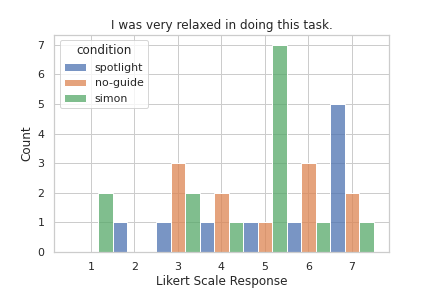 I was very relaxed in doing this task.
condition
spotlight
no-guide
simon
7
6
5
4
3
2
1
0
Count
1 2 3 4 5 6 7
Likert Scale Response